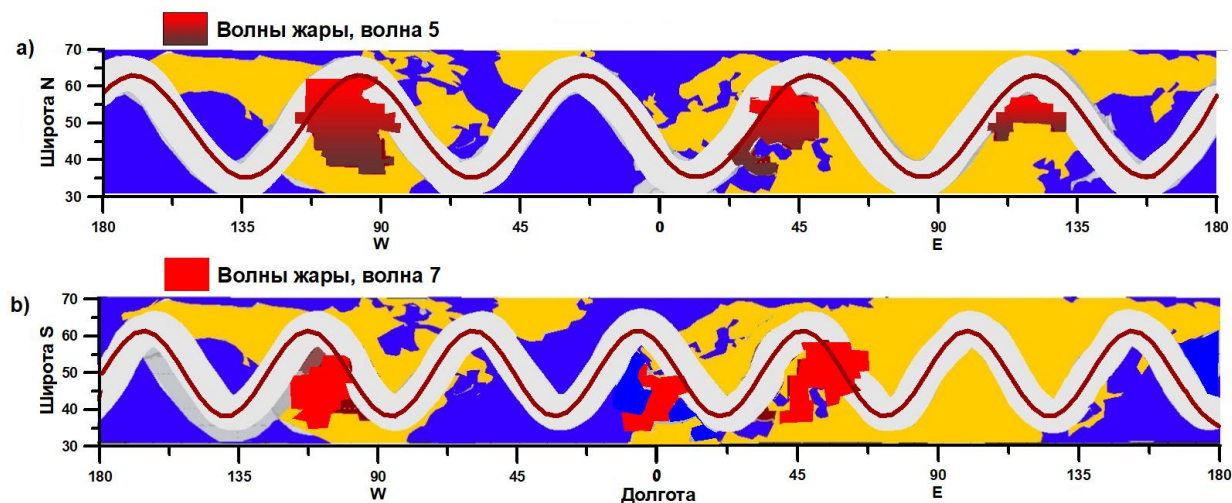 Волны жары, волна 5
a)
70
60
50
40
30
Широта N
180 135 90 45 0 45 90 135 180
W E
Волны жары, волна 7
b)
70
60
50
40
30
Широта S
180 135 90 45 0 45 90 135 180
W Долгота E